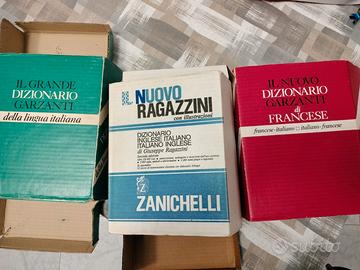 IL GRANDE
DIZIONARIO
GARZANTI
della lingua italiana
NUOVO
RAGAZZINI
con illustrazioni
DIZIONARIO
INGLESE ITALIANO
ITALIANO INGLESE
di Giuseppe Ragazzini
ZANICHELLI
IL NUOVO
DIZIONARIO
GARZANTI
di
FRANCESE
francese-italiano :: italiano-francese
subito